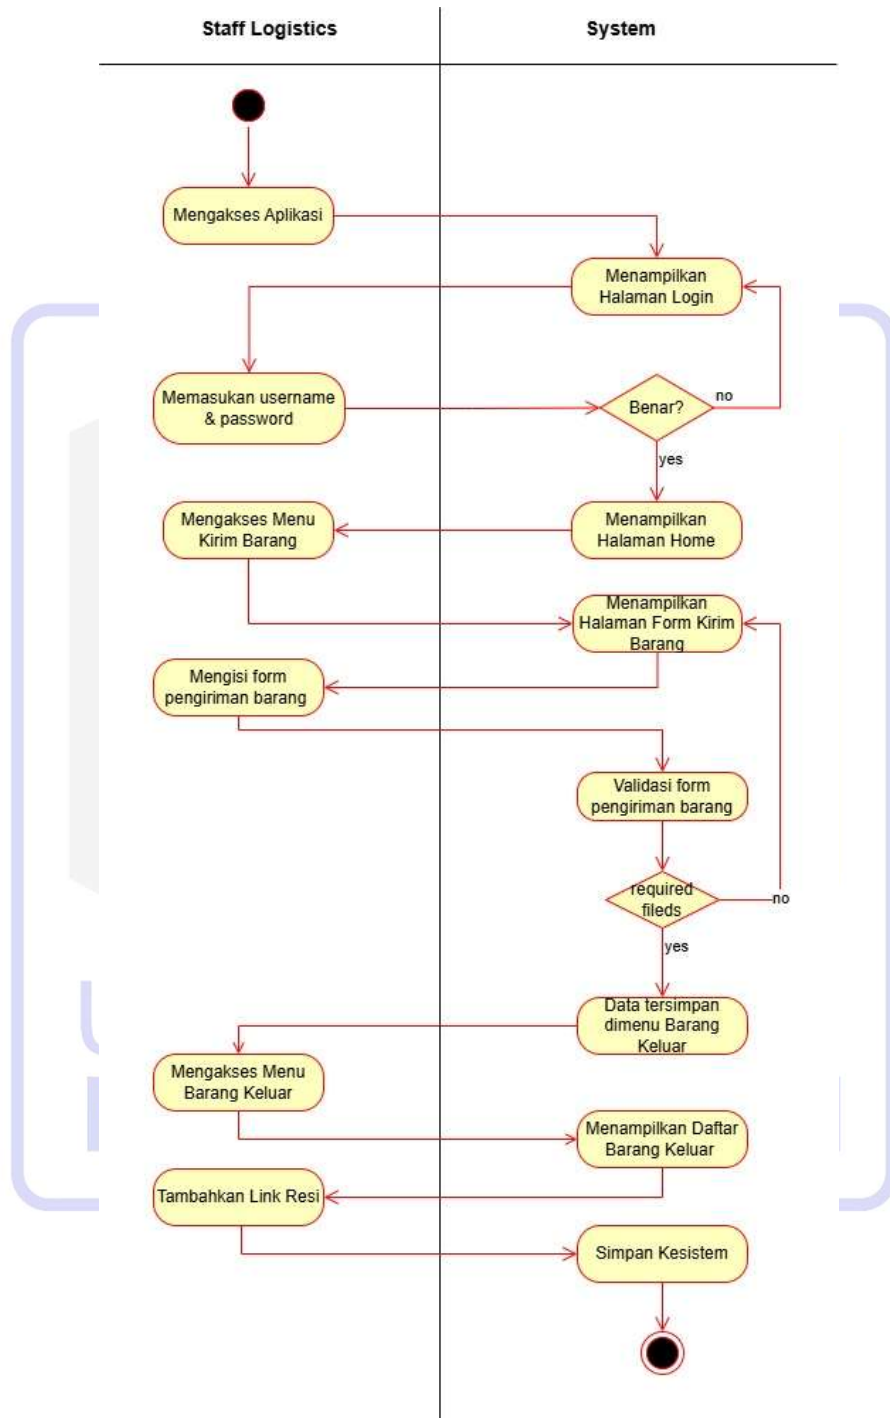 Staff Logistics
System
Mengakses Aplikasi
Menampilkan
Halaman Login
Memasukan username
& password
Benar?
no
yes
Mengakses Menu
Kirim Barang
Menampilkan
Halaman Home
Menampilkan
Halaman Form Kirim
Barang
Mengisi form
pengiriman barang
Validasi form
pengiriman barang
required
fileds
no
yes
Data tersimpan
dimenu Barang
Keluar
Mengakses Menu
Barang Keluar
Menampilkan Daftar
Barang Keluar
Tambahkan Link Resi
Simpan Kesistem